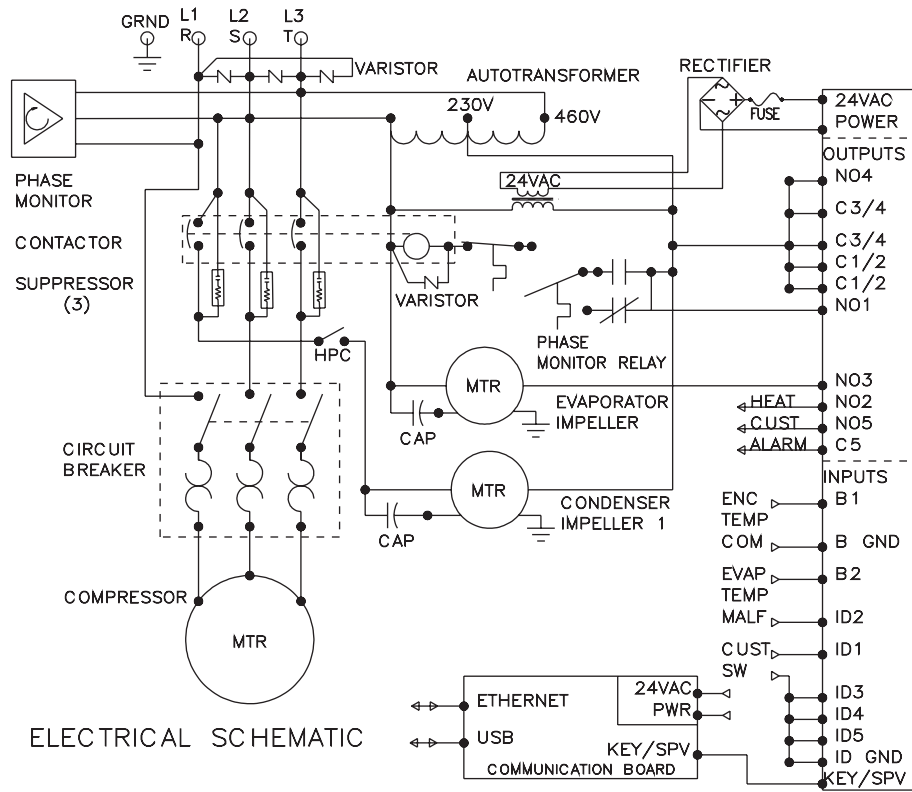 GRND
L1
L2
L3
R
S
T
VARISTOR
AUTOTRANSFORMER
230V
460V
RECTIFIER
FUSE
24VAC
POWER
OUTPUTS
PHASE
MONITOR
24VAC
NO4
C3/4
C3/4
C1/2
C1/2
NO1
CONTACTOR
SUPPRESSOR
(3)
VARISTOR
PHASE
MONITOR RELAY
HPC
MTR
CAP
EVAPORATOR
IMPELLER
NO3
HEAT
NO2
CUST
NO5
ALARM
C5
CIRCUIT
BREAKER
MTR
CAP
CONDENSER
IMPELLER 1
INPUTS
ENC
TEMP
B1
COM
B GND
EVAP
TEMP
B2
MALF
ID2
CUST
SW
ID1
ID3
ID4
ID5
ID GND
KEY/SPV
COMPRESSOR
MTR
ELECTRICAL SCHEMATIC
ETHERNET
USB
24VAC
PWR
KEY/SPV
COMMUNICATION BOARD